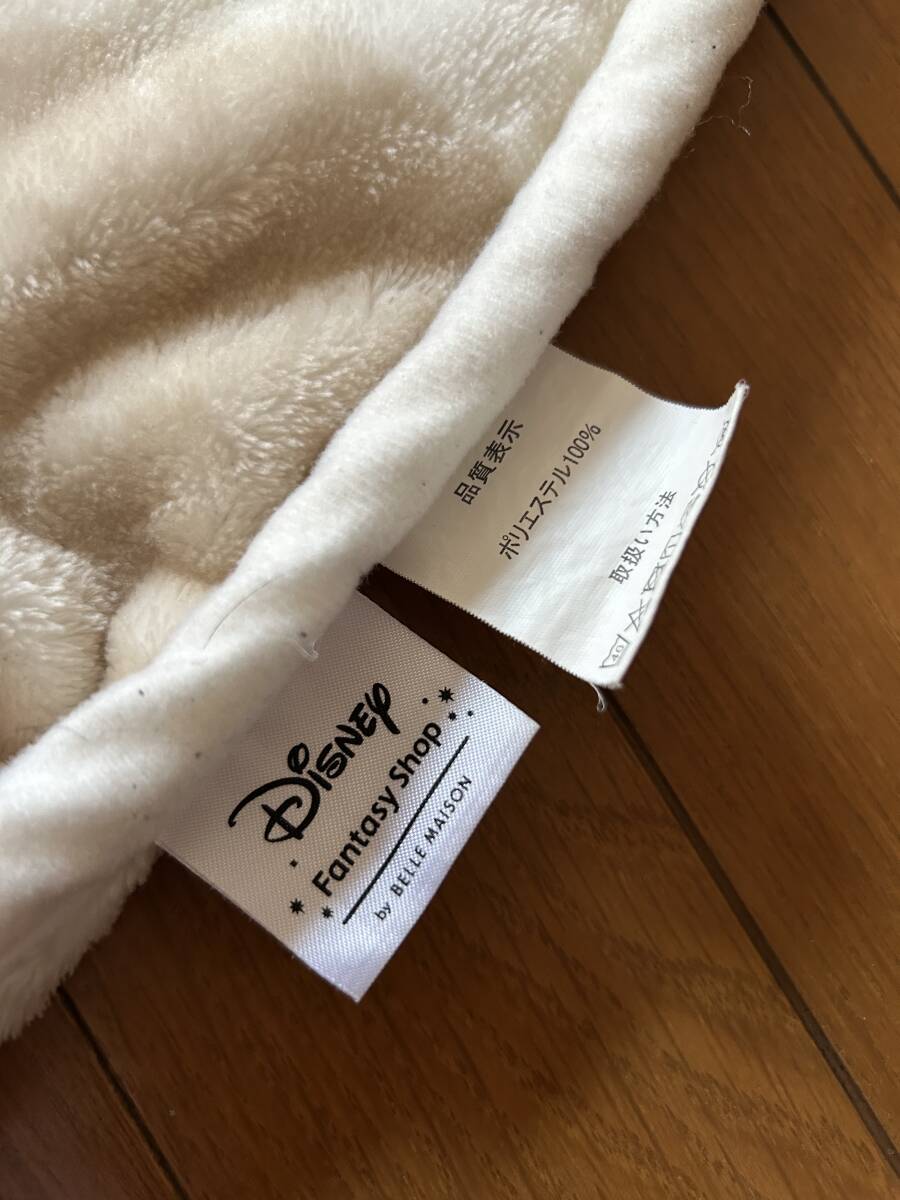 品質表示
ポリエステル100%
取扱い方法
40
DISNEY
Fantasy Shop
by BELLE MAISON